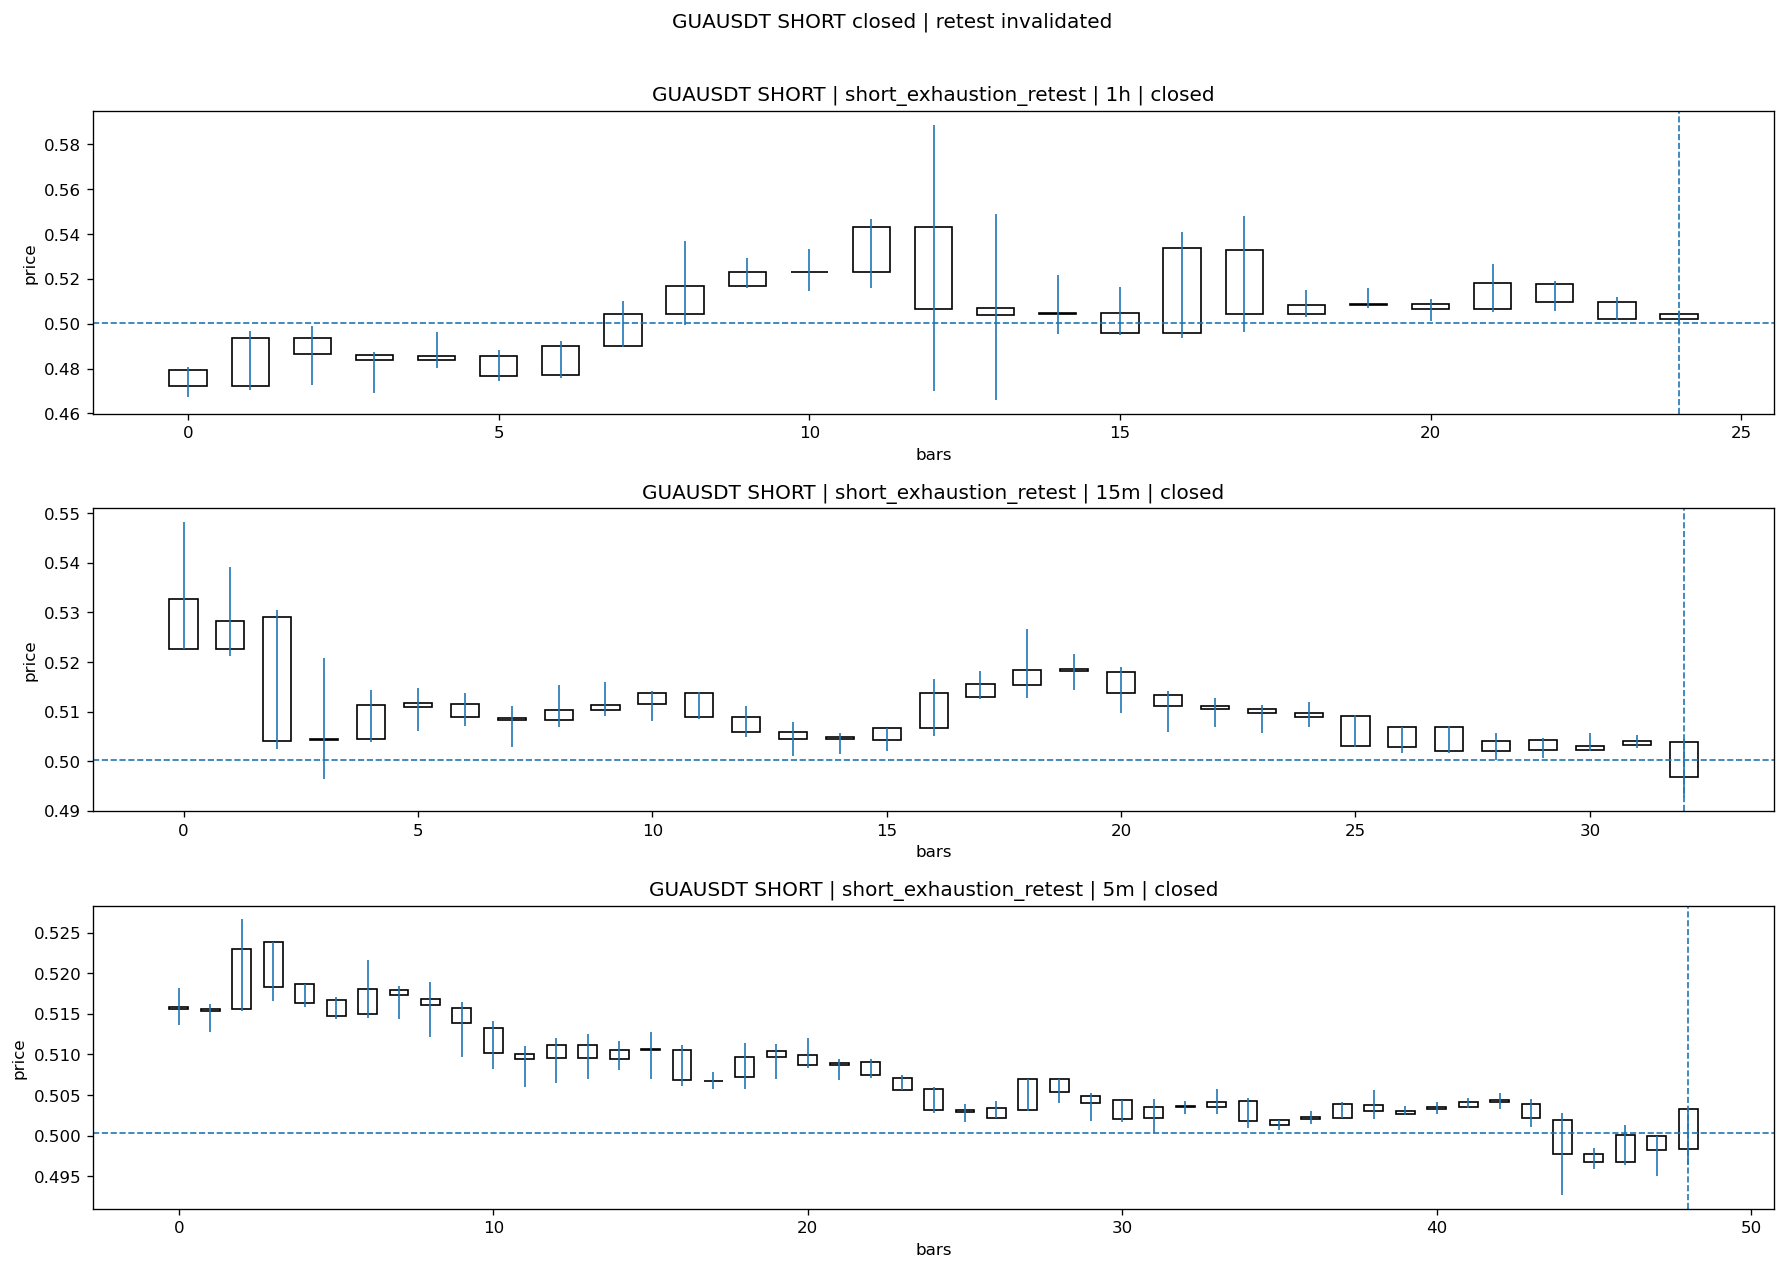 GUAUSDT SHORT closed | retest invalidated
GUAUSDT SHORT | short_exhaustion_retest | 1h | closed
price
0.58
0.56
0.54
0.52
0.50
0.48
0.46
0 5 10 15 20 25
bars
GUAUSDT SHORT | short_exhaustion_retest | 15m | closed
price
0.55
0.54
0.53
0.52
0.51
0.50
0.49
0 5 10 15 20 25 30
bars
GUAUSDT SHORT | short_exhaustion_retest | 5m | closed
price
0.525
0.520
0.515
0.510
0.505
0.500
0.495
0 10 20 30 40 50
bars